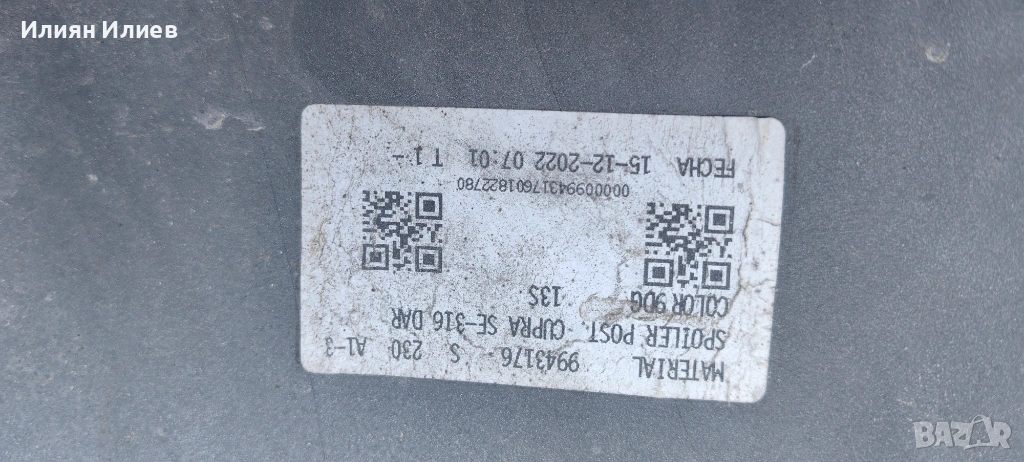 Илиян Илиев
MATERIAL 9943176 S 230 A1-3
SPOILER POST. CUPRA SE-316 DAR
COLOR 9DG 13S
00000994317601822780
FECHA 15-12-2022 07:01 T 1 -
BAZAR